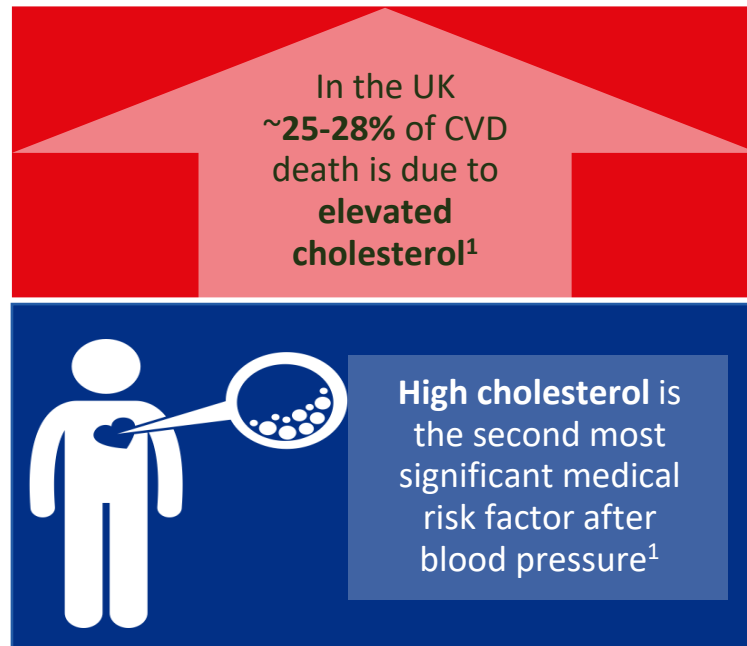 In the UK
~25-28% of CVD
death is due to
elevated
cholesterol¹
High cholesterol is
the second most
significant medical
risk factor after
blood pressure¹